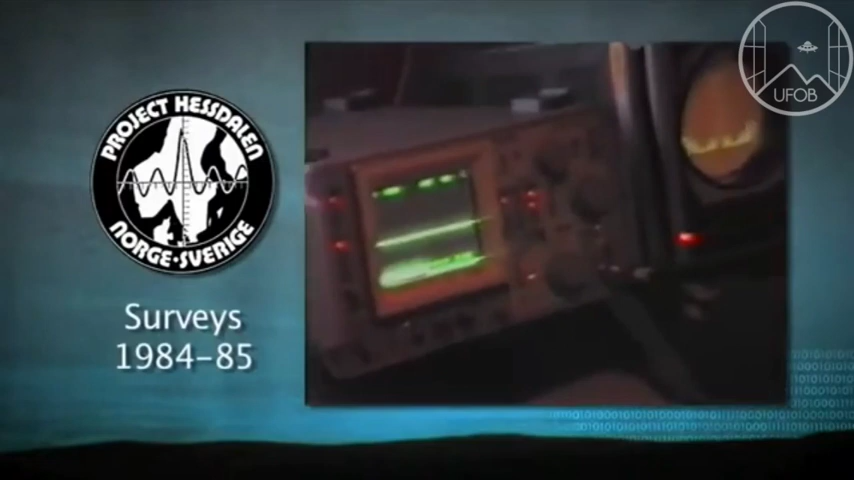 PROJECT HESSDALEN
NORGE·SVERIGE
Surveys
1984–85
UFOB